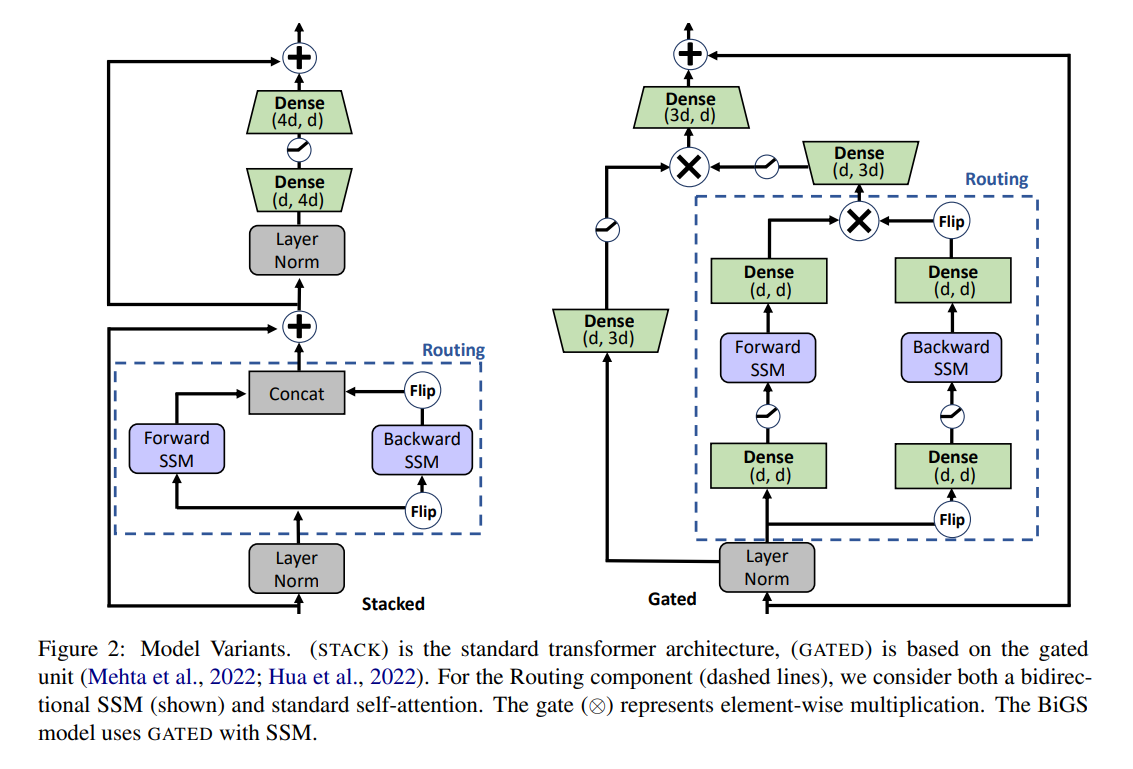 Dense
(4d, d)
Dense
(d, 4d)
Layer
Norm
Routing
Concat
Flip
Forward
SSM
Backward
SSM
Flip
Layer
Norm
Stacked
Dense
(3d, d)
Dense
(d, 3d)
Routing
Flip
Dense
(d, d)
Dense
(d, d)
Dense
(d, 3d)
Forward
SSM
Backward
SSM
Dense
(d, d)
Dense
(d, d)
Flip
Layer
Norm
Gated
Figure 2: Model Variants. (STACK) is the standard transformer architecture, (GATED) is based on the gated
unit (Mehta et al., 2022; Hua et al., 2022). For the Routing component (dashed lines), we consider both a bidirec-
tional SSM (shown) and standard self-attention. The gate (⊗) represents element-wise multiplication. The BiGS
model uses GATED with SSM.